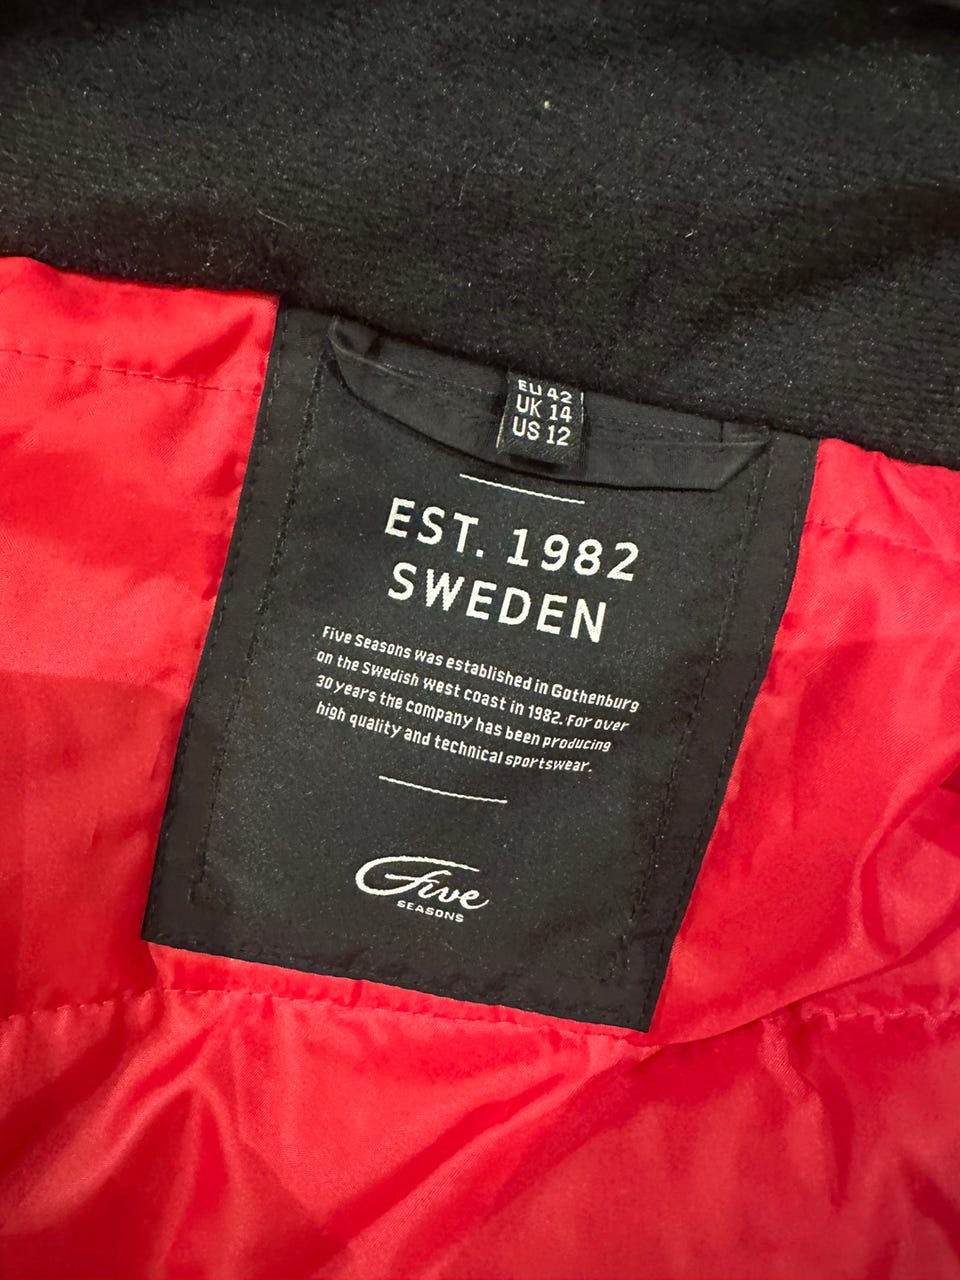 EU 42
UK 14
US 12
EST. 1982
SWEDEN
Five Seasons was established in Gothenburg
on the Swedish west coast in 1982. For over
30 years the company has been producing
high quality and technical sportswear.
Five
SEASONS